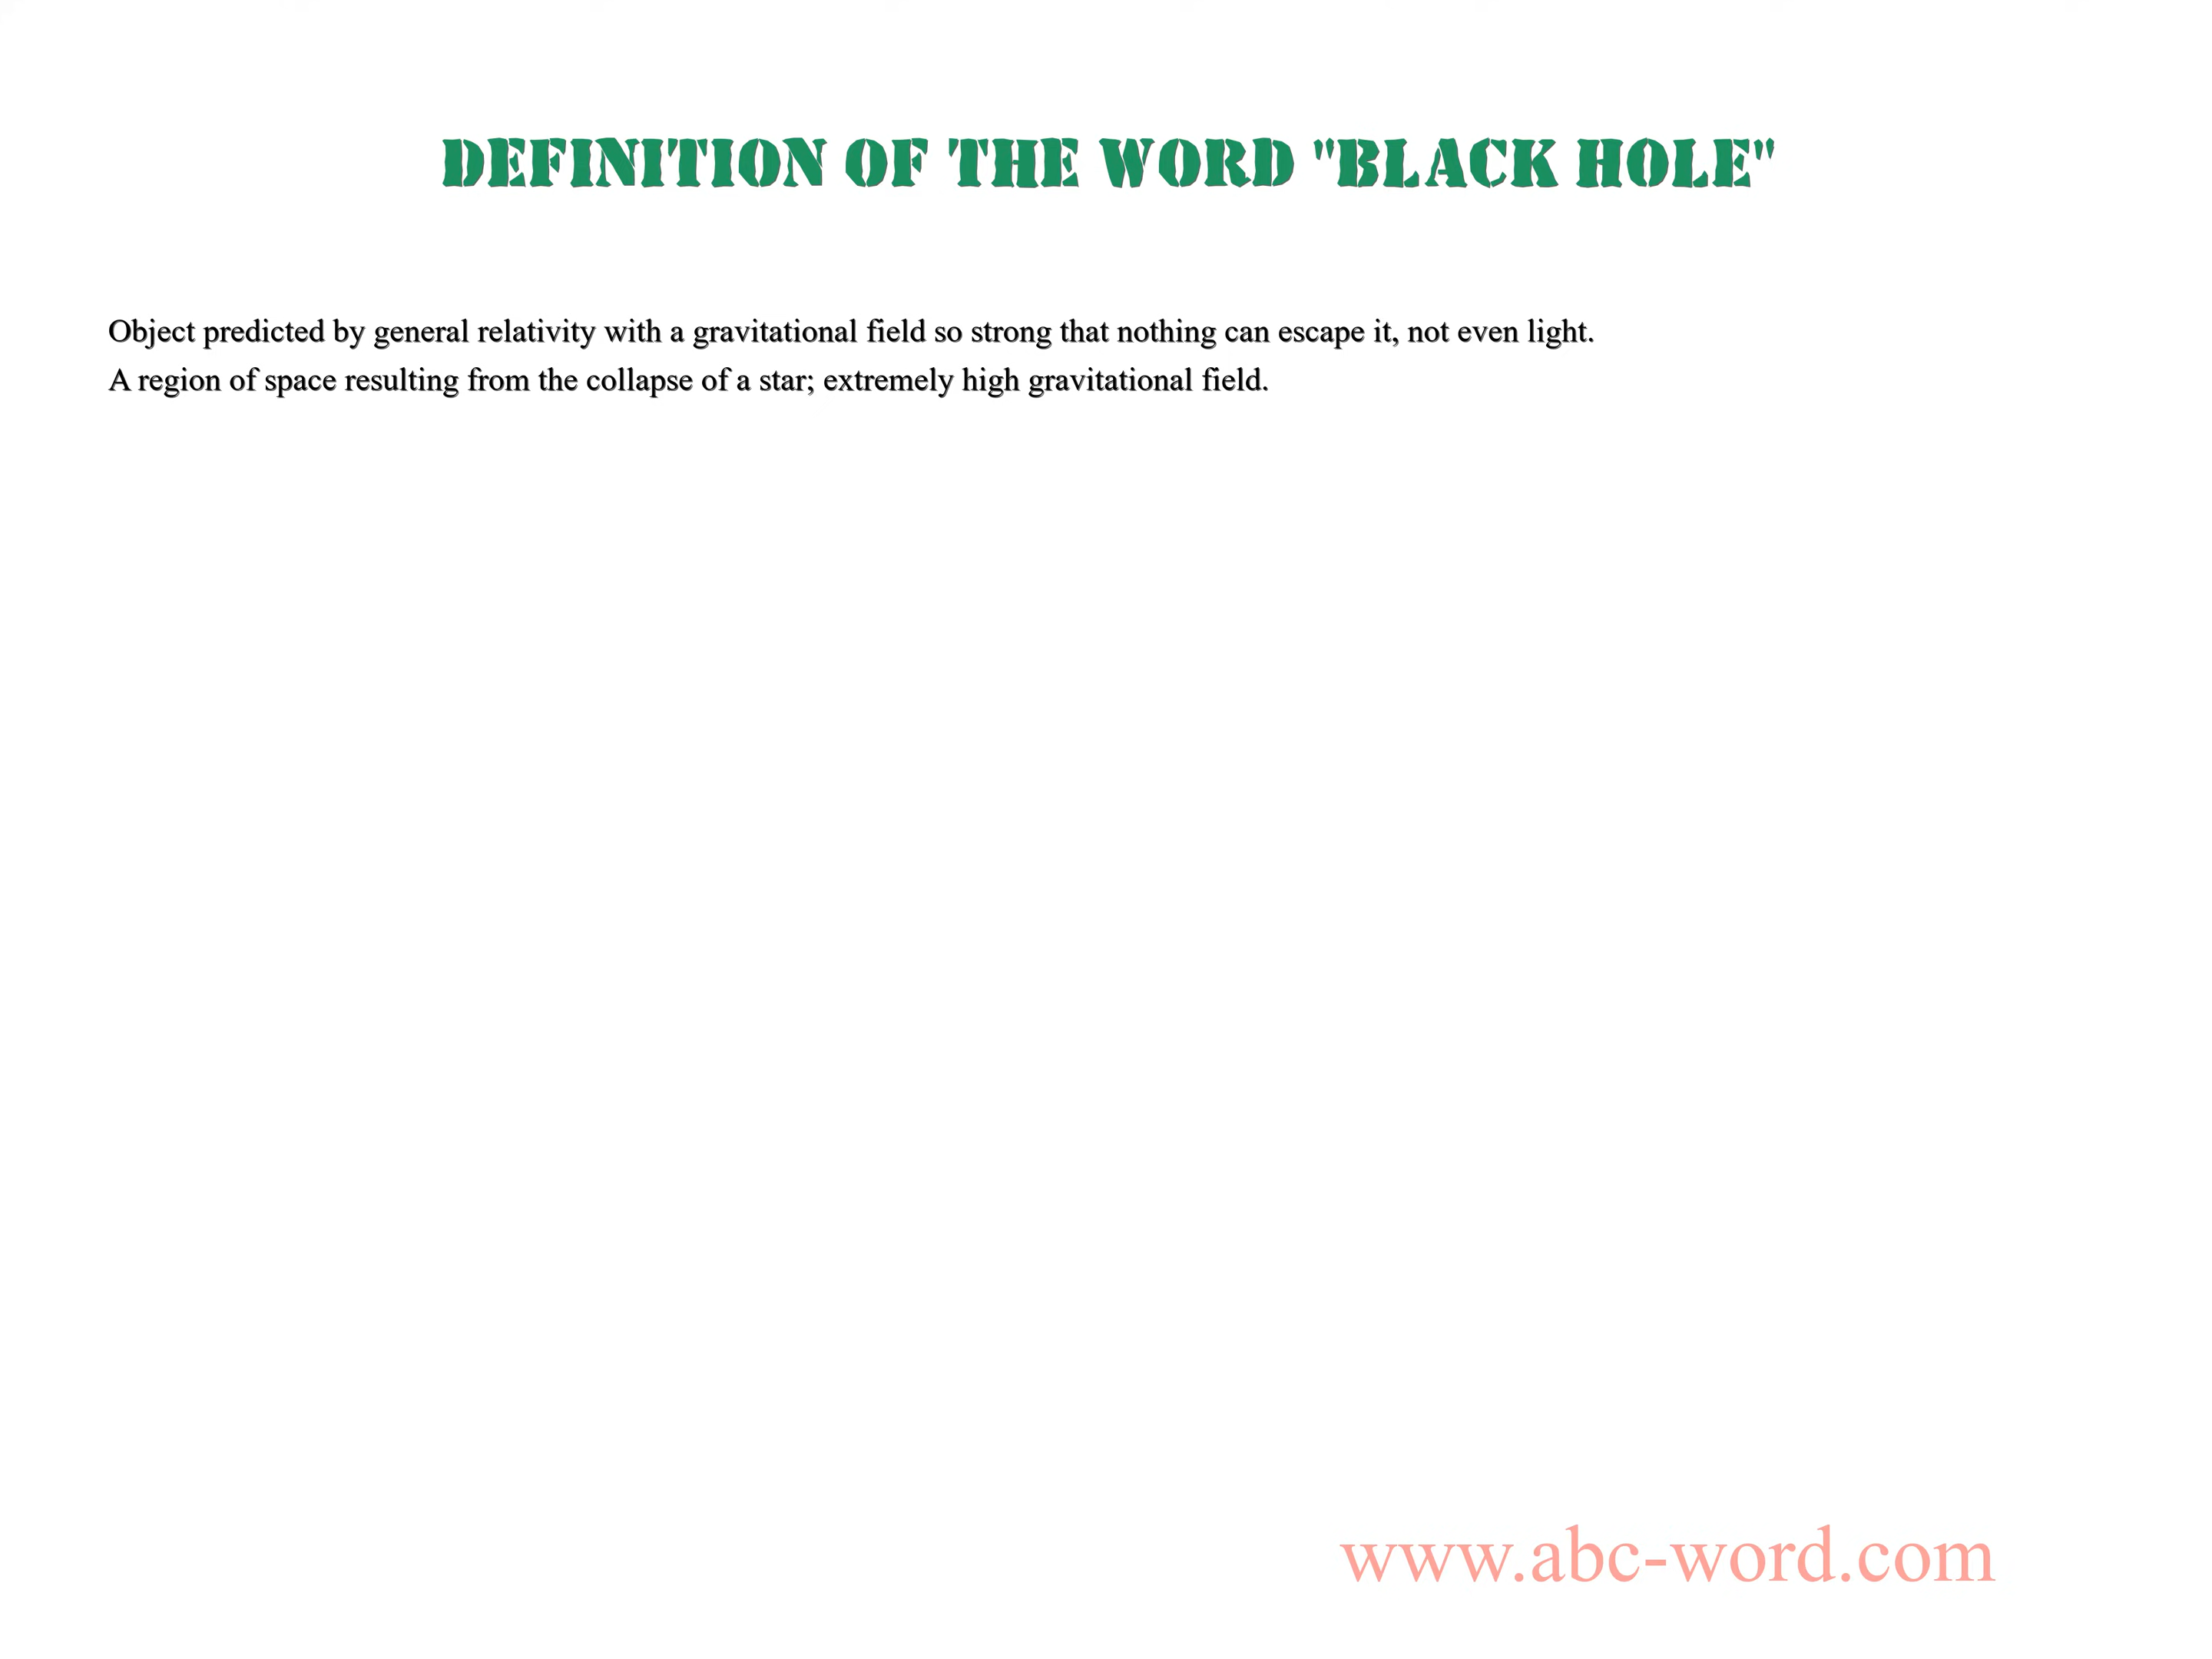 DEFINITION OF THE WORD "BLACK HOLE"
Object predicted by general relativity with a gravitational field so strong that nothing can escape it, not even light.
A region of space resulting from the collapse of a star; extremely high gravitational field.
www.abc-word.com